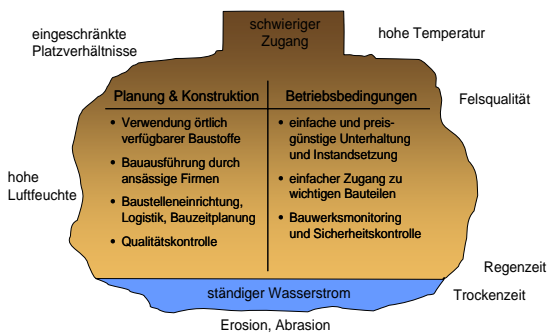 eingeschränkte
Platzverhältnisse
schwieriger
Zugang
hohe Temperatur
Felsqualität
hohe
Luftfeuchte
Planung & Konstruktion
• Verwendung örtlich
verfügbarer Baustoffe
• Bauausführung durch
ansässige Firmen
• Baustelleneinrichtung,
Logistik, Bauzeitplanung
• Qualitätskontrolle
Betriebsbedingungen
• einfache und preis-
günstige Unterhaltung
und Instandsetzung
• einfacher Zugang zu
wichtigen Bauteilen
• Bauwerksmonitoring
und Sicherheitskontrolle
Regenzeit
ständiger Wasserstrom
Trockenzeit
Erosion, Abrasion